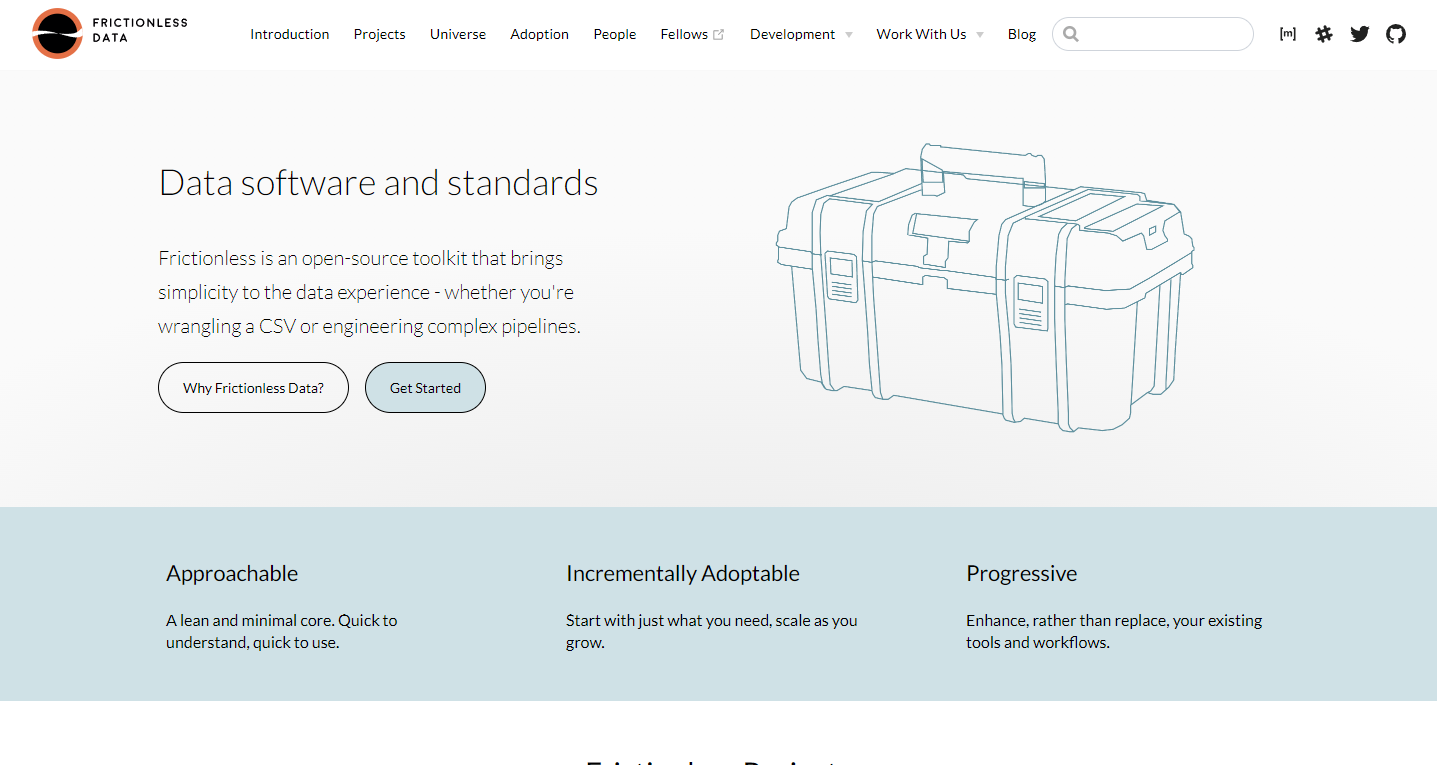 FRICTIONLESS
DATA
Introduction Projects Universe Adoption People Fellows Development Work With Us Blog
[m]
Data software and standards
Frictionless is an open-source toolkit that brings
simplicity to the data experience - whether you're
wrangling a CSV or engineering complex pipelines.
Why Frictionless Data? Get Started
Approachable
A lean and minimal core. Quick to
understand, quick to use.
Incrementally Adoptable
Start with just what you need, scale as you
grow.
Progressive
Enhance, rather than replace, your existing
tools and workflows.